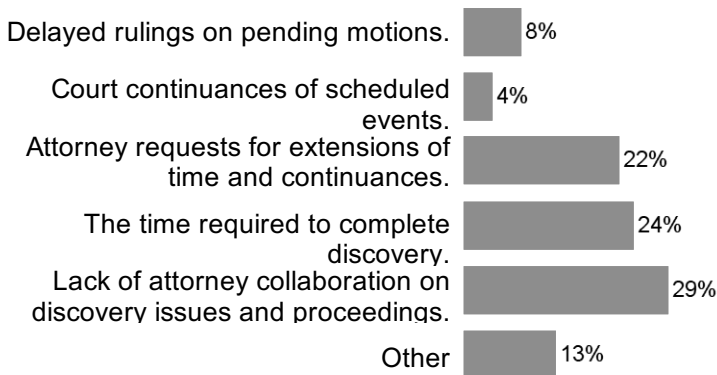 Delayed rulings on pending motions.
8%
Court continuances of scheduled
events.
4%
Attorney requests for extensions of
time and continuances.
22%
The time required to complete
discovery.
24%
Lack of attorney collaboration on
discovery issues and proceedings.
29%
Other
13%